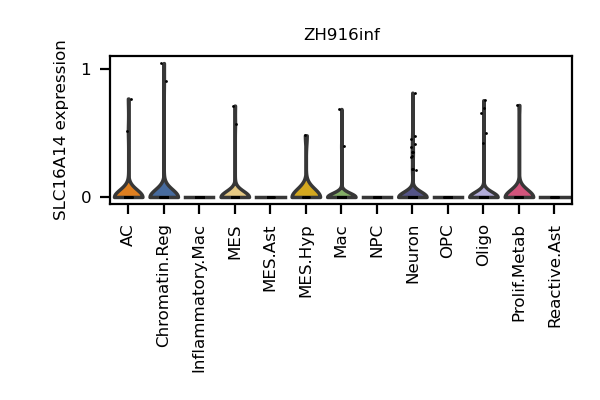 ZH916inf
SLC16A14 expression
1
0
AC
Chromatin.Reg
Inflammatory.Mac
MES
MES.Ast
MES.Hyp
Mac
NPC
Neuron
OPC
Oligo
Prolif.Metab
Reactive.Ast